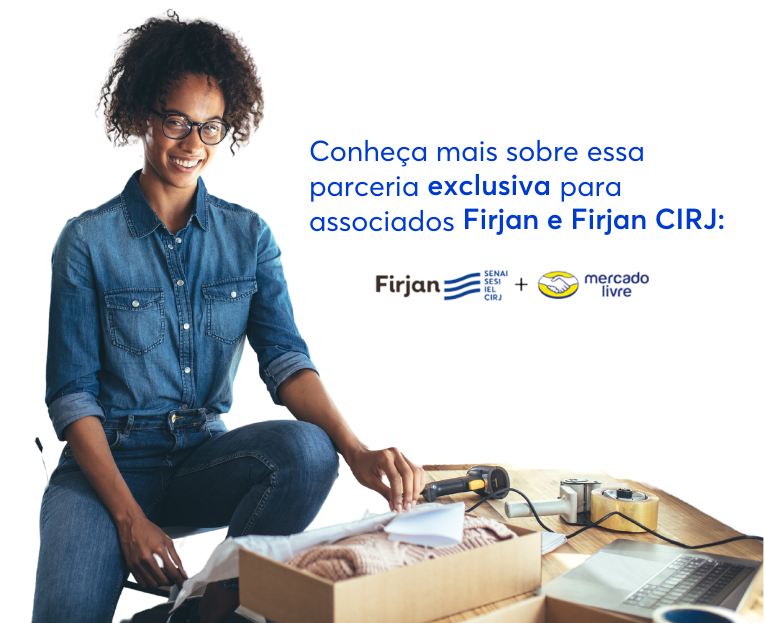 Conheça mais sobre essa
parceria exclusiva para
associados Firjan e Firjan CIRJ:
Firjan SENAI
SESI
IEL
CIRJ
+
mercado
livre